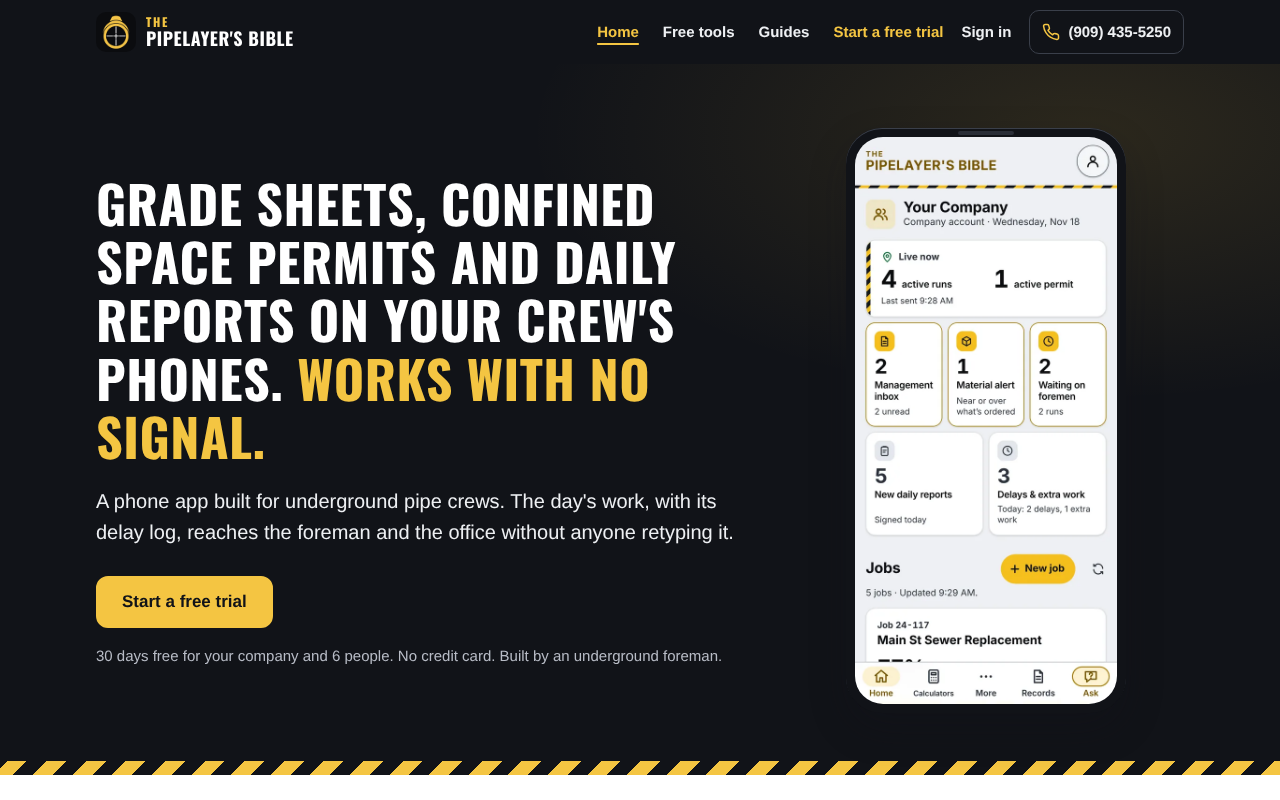 THE
PIPELAYER'S BIBLE
Home
Free tools
Guides
Start a free trial
Sign in
(909) 435-5250
GRADE SHEETS, CONFINED
SPACE PERMITS AND DAILY
REPORTS ON YOUR CREW'S
PHONES. WORKS WITH NO
SIGNAL.
A phone app built for underground pipe crews. The day's work, with its
delay log, reaches the foreman and the office without anyone retyping it.
Start a free trial
30 days free for your company and 6 people. No credit card. Built by an underground foreman.
THE
PIPELAYER'S BIBLE
Your Company
Company account · Wednesday, Nov 18
Live now
4 active runs
1 active permit
Last sent 9:28 AM
2
Management
inbox
2 unread
1
Material alert
Near or over
what's ordered
2
Waiting on
foremen
2 runs
5
New daily reports
Signed today
3
Delays & extra work
Today: 2 delays, 1 extra
work
Jobs
+ New job
5 jobs · Updated 9:29 AM.
Job 24-117
Main St Sewer Replacement
Home
Calculators
More
Records
Ask